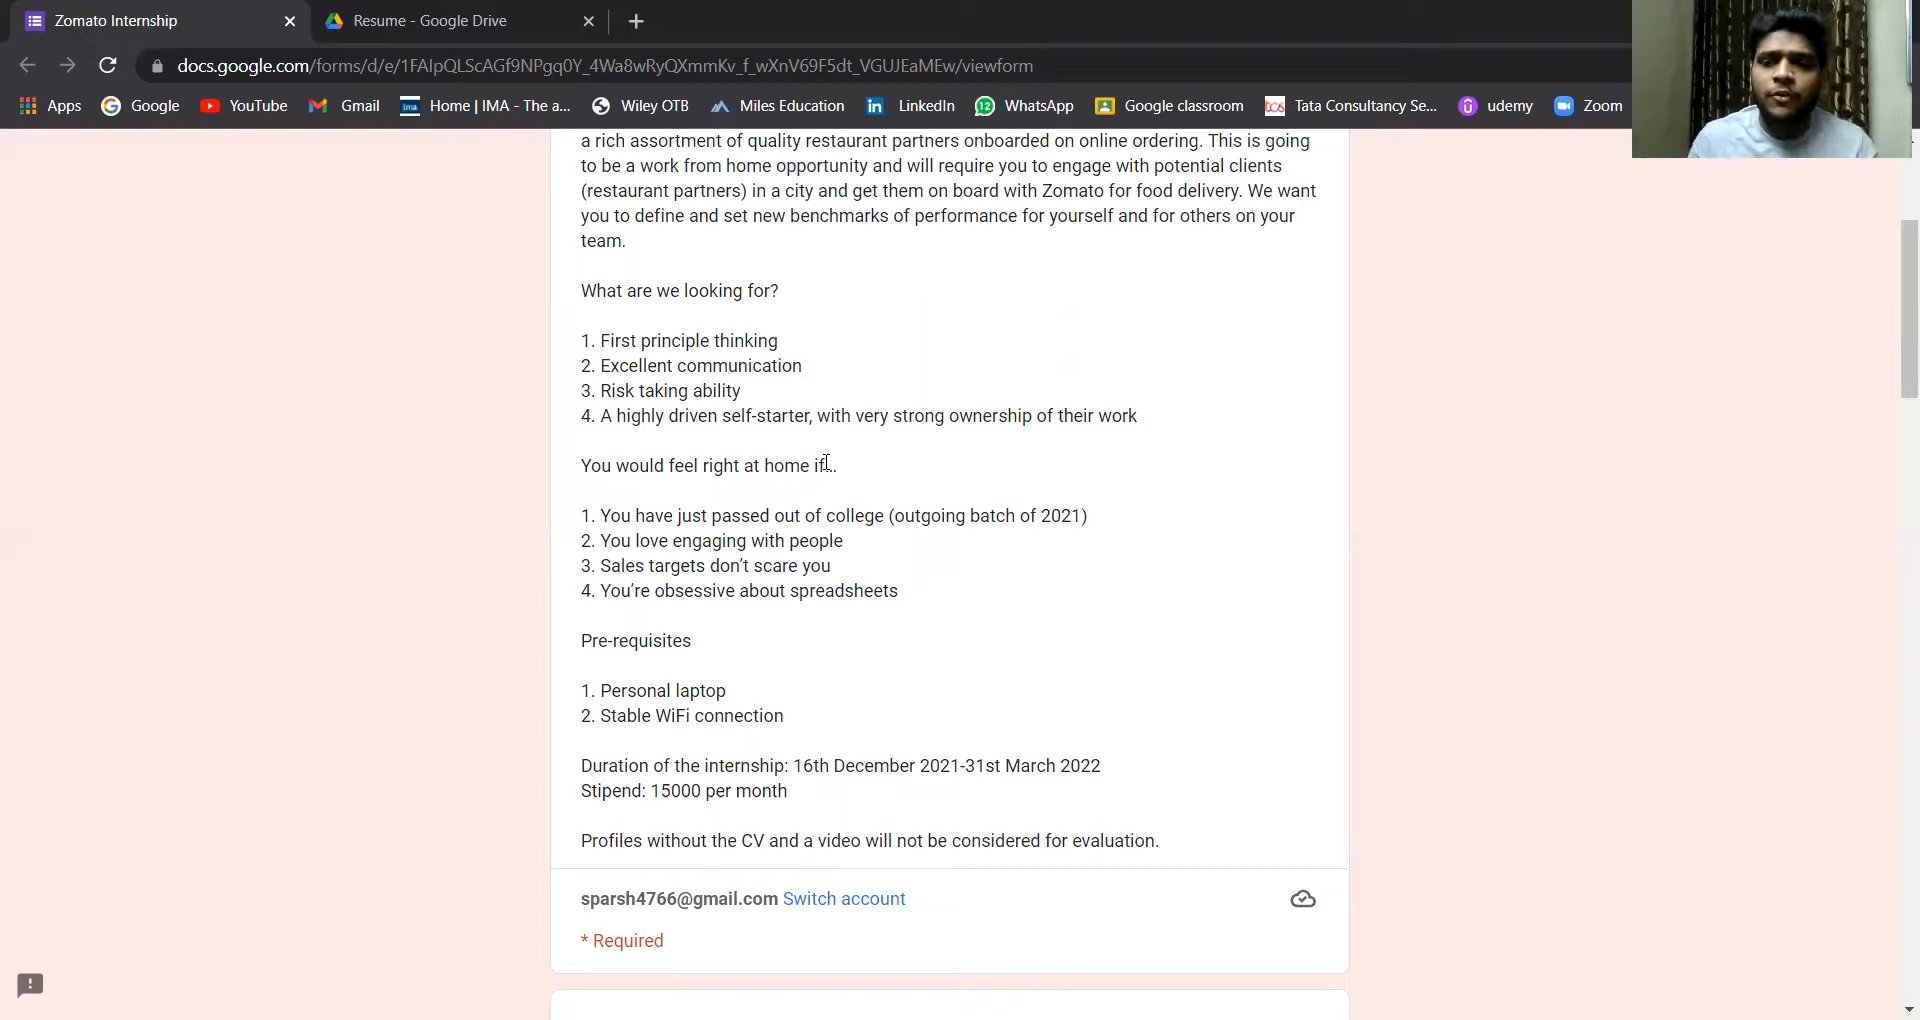 Zomato Internship
Resume - Google Drive
docs.google.com/forms/d/e/1FAIpQLScAGf9NPgq0Y_4Wa8wRyQXmmKv_f_wXnV69F5dt_VGUJEaMEw/viewform
Apps Google YouTube Gmail Home | IMA - The a... Wiley OTB Miles Education LinkedIn 12 WhatsApp Google classroom Tata Consultancy Se... udemy Zoom
a rich assortment of quality restaurant partners onboarded on online ordering. This is going
to be a work from home opportunity and will require you to engage with potential clients
(restaurant partners) in a city and get them on board with Zomato for food delivery. We want
you to define and set new benchmarks of performance for yourself and for others on your
team.
What are we looking for?
1. First principle thinking
2. Excellent communication
3. Risk taking ability
4. A highly driven self-starter, with very strong ownership of their work
You would feel right at home if...
1. You have just passed out of college (outgoing batch of 2021)
2. You love engaging with people
3. Sales targets don’t scare you
4. You’re obsessive about spreadsheets
Pre-requisites
1. Personal laptop
2. Stable WiFi connection
Duration of the internship: 16th December 2021-31st March 2022
Stipend: 15000 per month
Profiles without the CV and a video will not be considered for evaluation.
sparsh4766@gmail.com Switch account
* Required